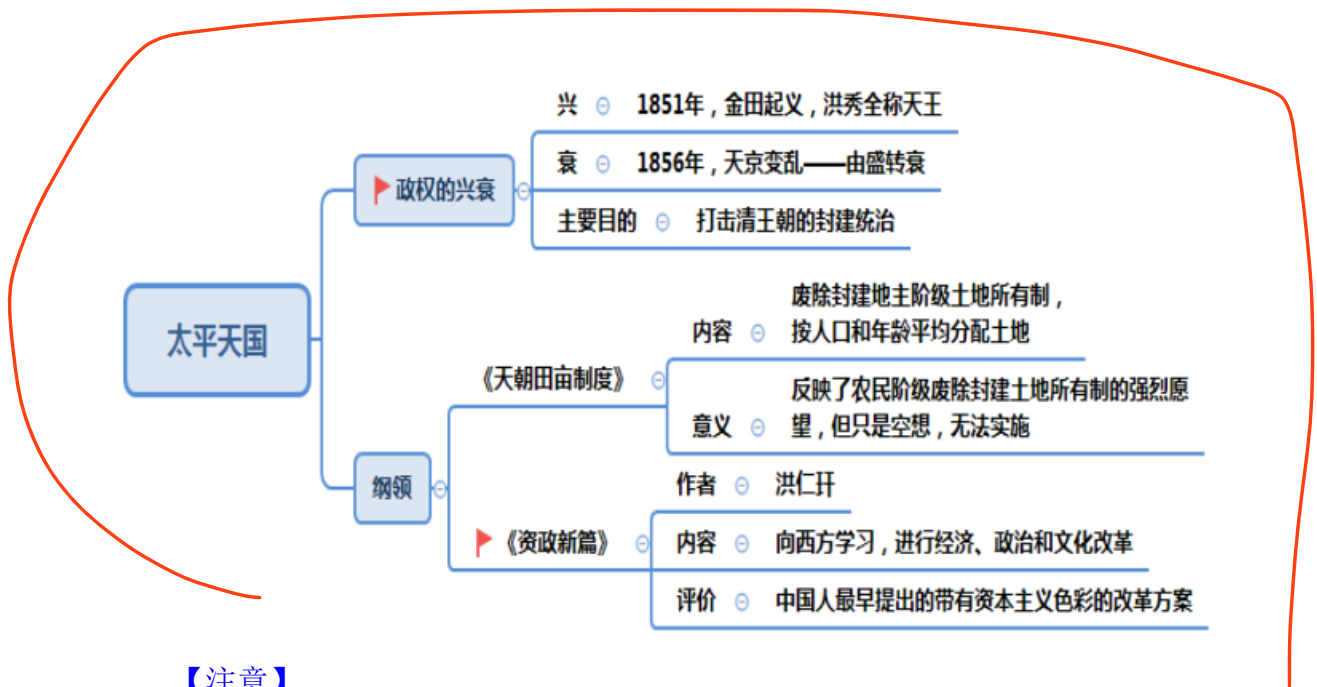 太平天国
政权的兴衰
兴 1851年，金田起义，洪秀全称天王
衰 1856年，天京变乱——由盛转衰
主要目的 打击清王朝的封建统治
纲领
《天朝田亩制度》
内容 废除封建地主阶级土地所有制，
按人口和年龄平均分配土地
意义 反映了农民阶级废除封建土地所有制的强烈愿
望，但只是空想，无法实施
《资政新篇》
作者 洪仁玕
内容 向西方学习，进行经济、政治和文化改革
评价 中国人最早提出的带有资本主义色彩的改革方案
【注意】